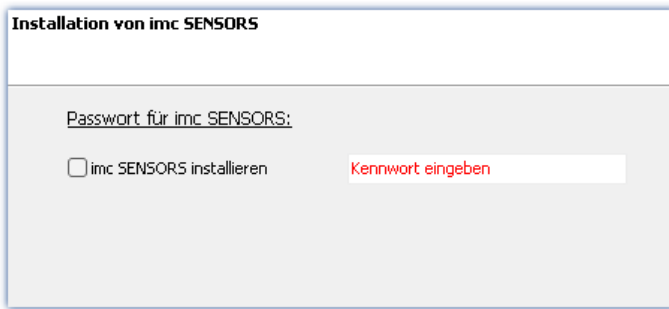 Installation von imc SENSORS
Passwort für imc SENSORS:
imc SENSORS installieren
Kennwort eingeben